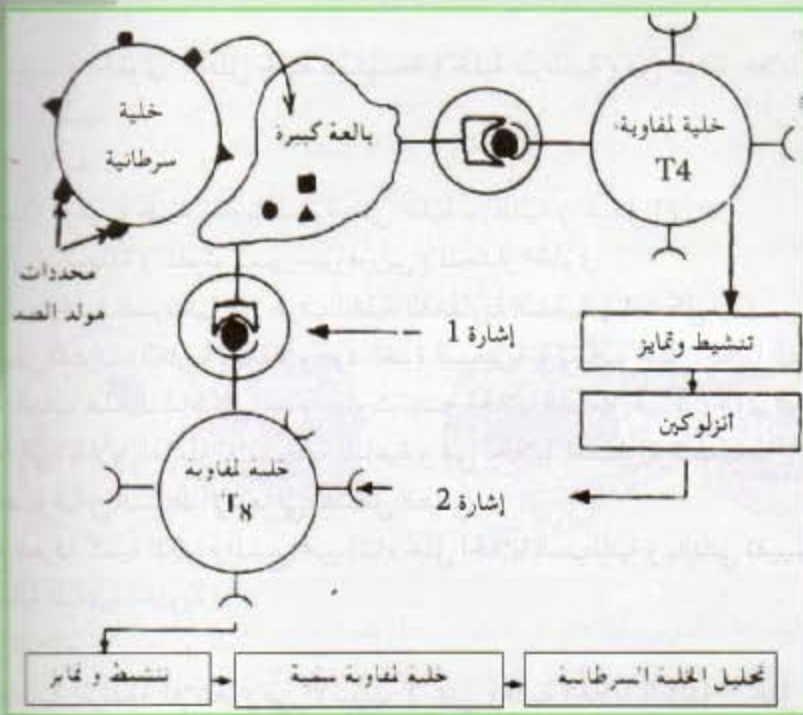 خلية
سرطانية
بالعة كبيرة
خلية لمفاوية
T4
محددات
مولد الضد
إشارة 1
تنشيط وتمايز
انزلوكين
خلية لمفاوية
T8
إشارة 2
تنشيط و تمايز
خلية لمفاوية سمية
تحليل الخلية السرطانية